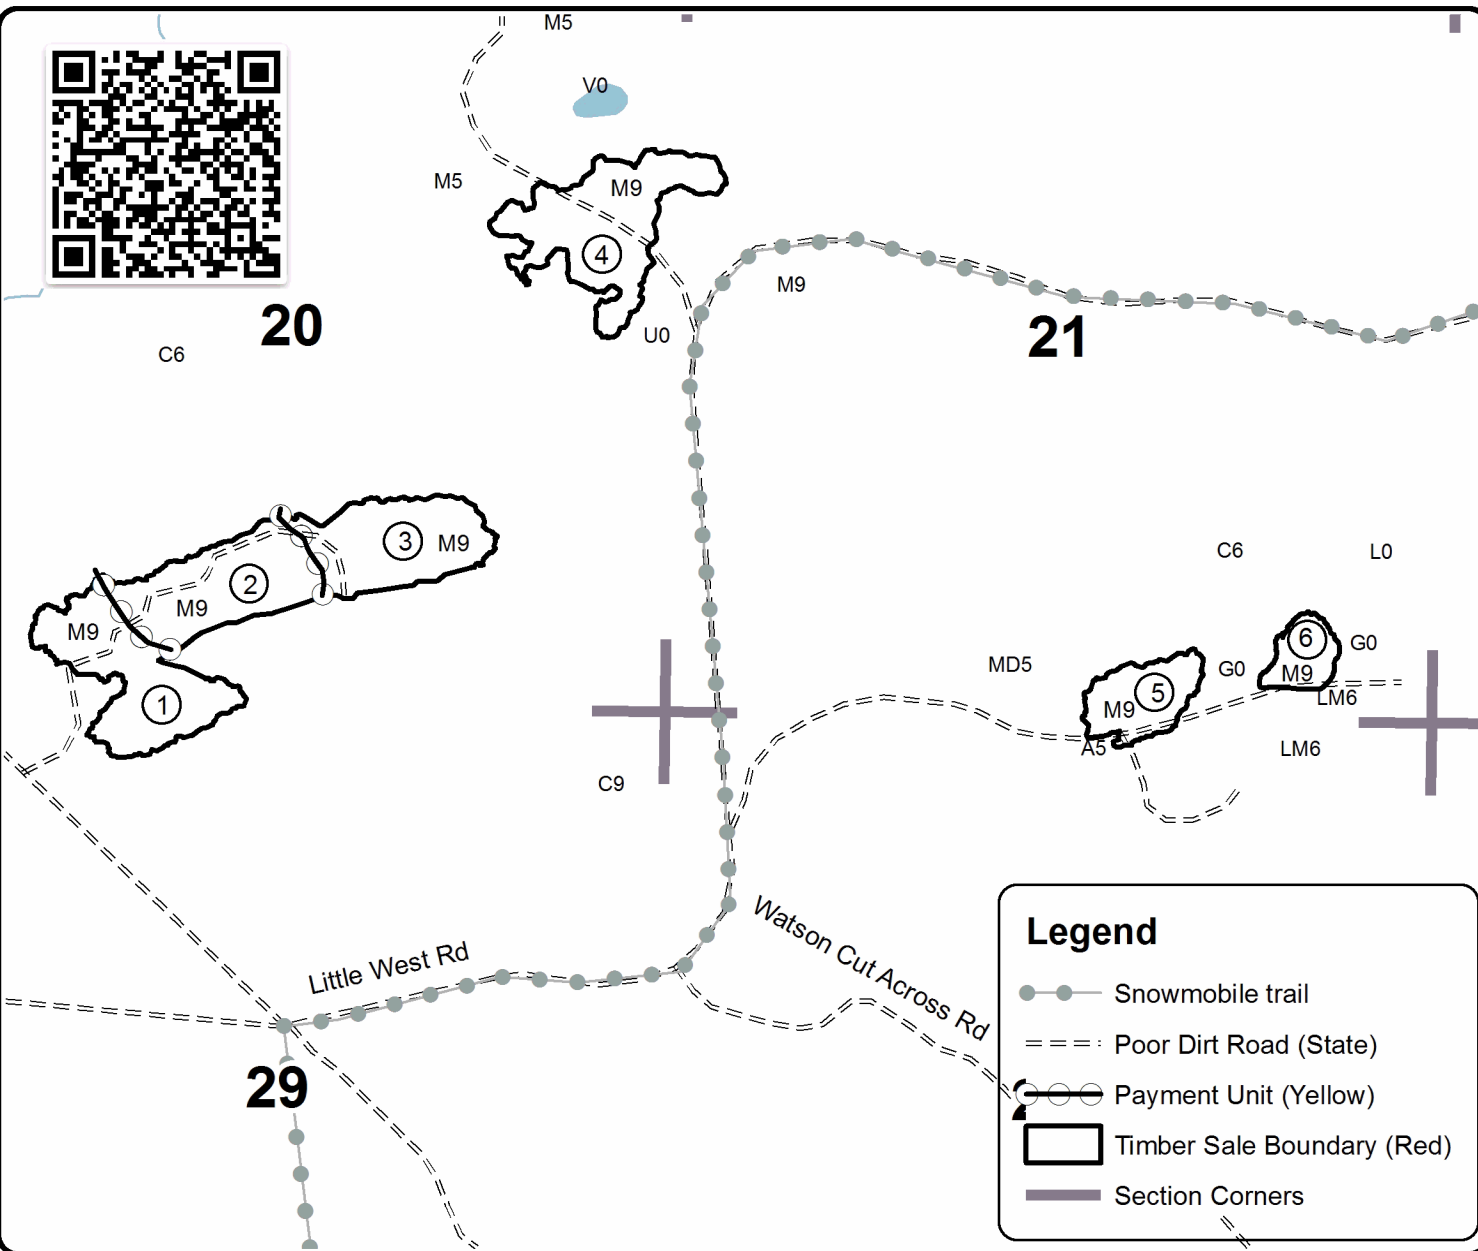 M5
V0
M5
M9
4
M9
20
U0
21
C6
3
M9
C6
L0
2
M9
M9
6
G0
MD5
G0
M9
5
LM6
1
M9
A5
LM6
C9
Watson Cut Across Rd
Little West Rd
29
Legend
Snowmobile trail
Poor Dirt Road (State)
Payment Unit (Yellow)
Timber Sale Boundary (Red)
Section Corners